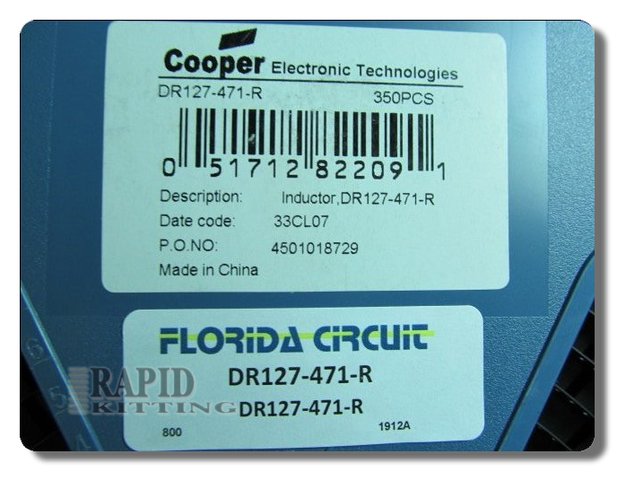 Cooper Electronic Technologies
DR127-471-R 350PCS
0 51712 82209 1
Description: Inductor,DR127-471-R
Date code: 33CL07
P.O.NO: 4501018729
Made in China
FLORIDA CIRCUIT
DR127-471-R
DR127-471-R
800 1912A
RAPID
KITTING